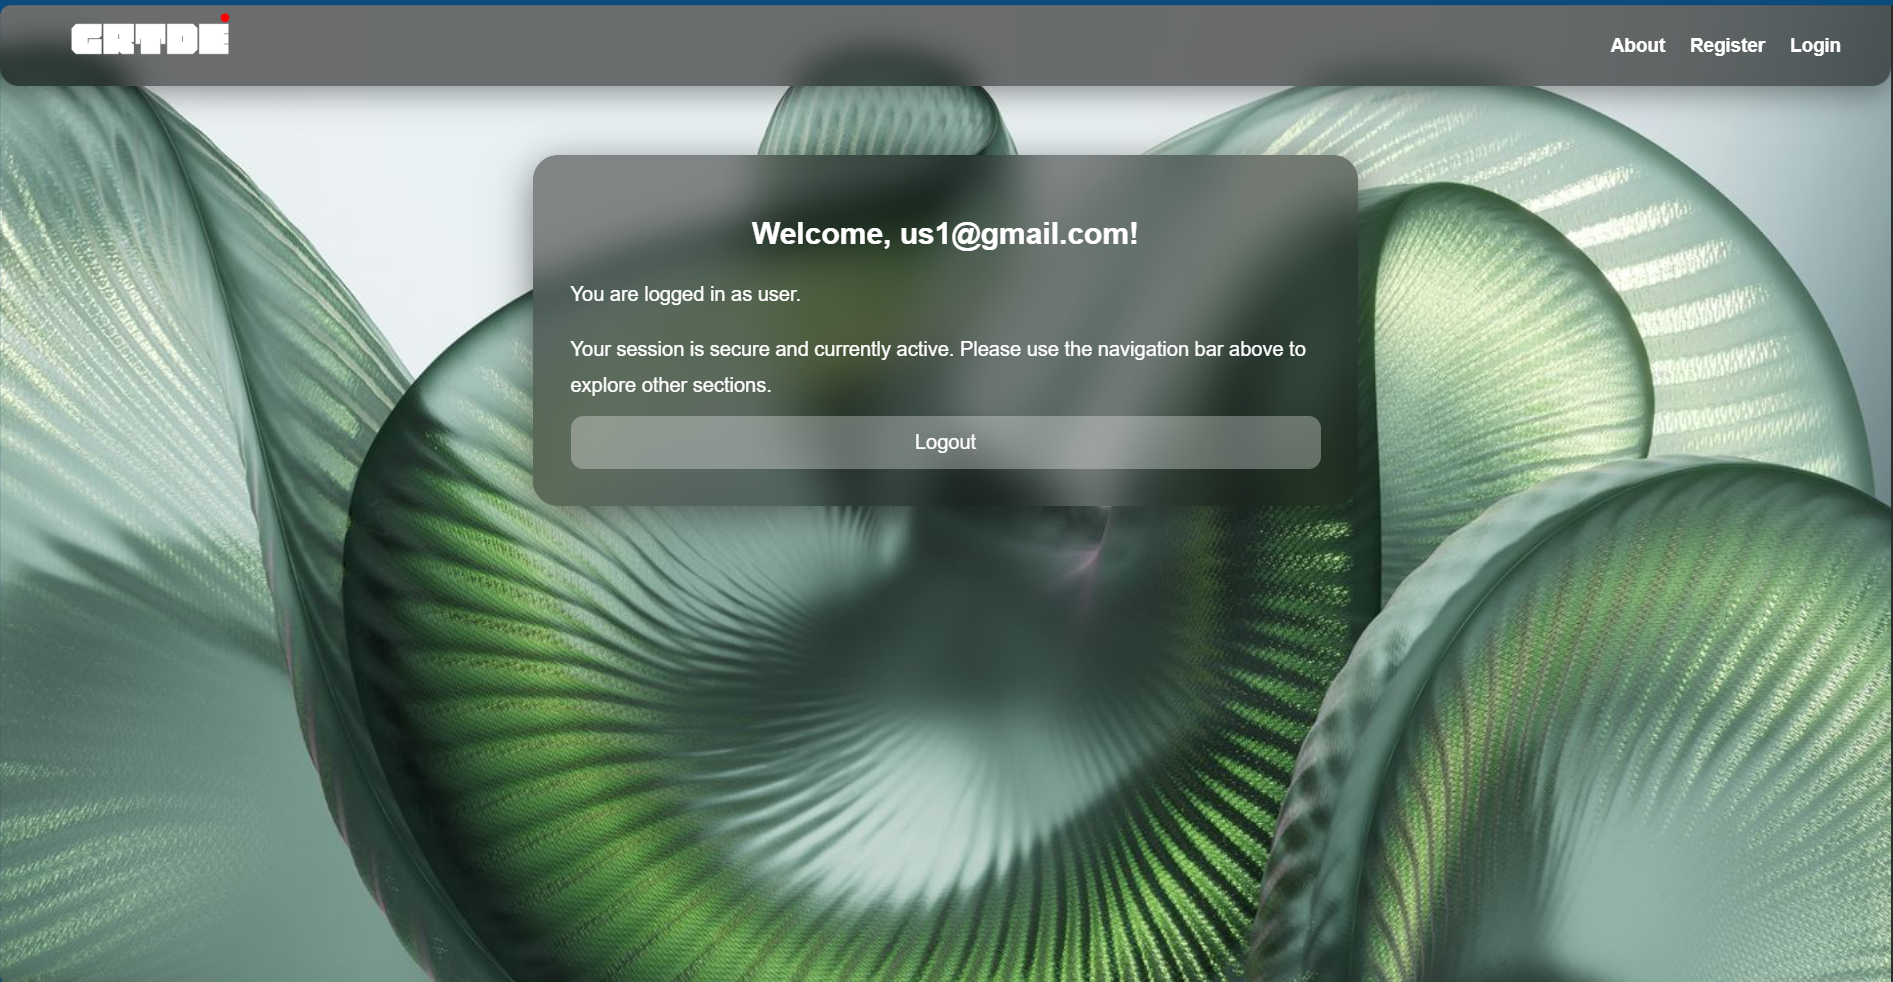 GRTDE
About Register Login
Welcome, us1@gmail.com!
You are logged in as user.
Your session is secure and currently active. Please use the navigation bar above to
explore other sections.
Logout